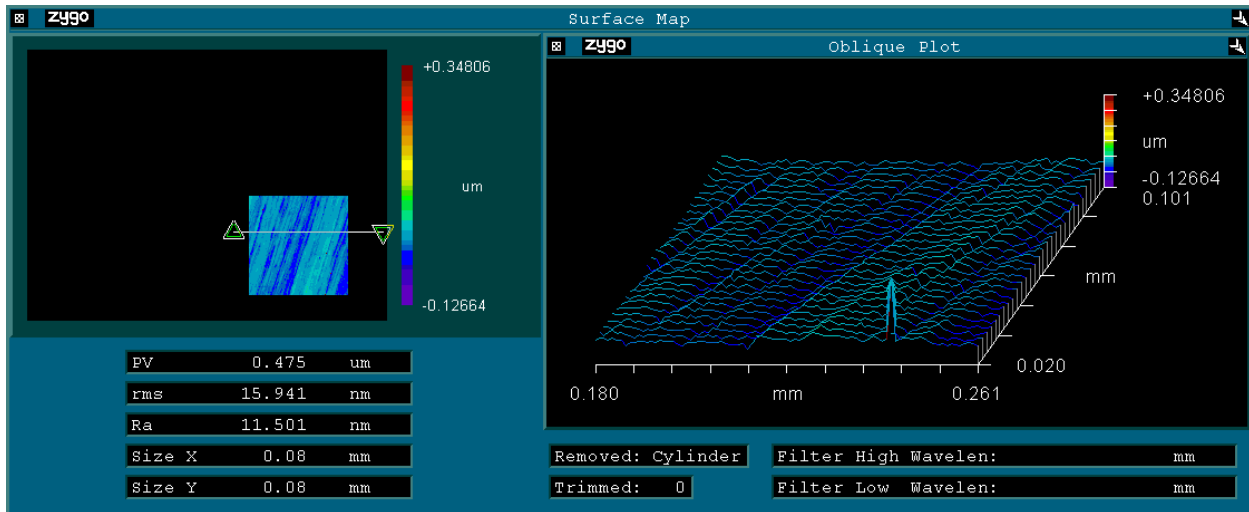 zygo Surface Map
+0.34806
um
-0.12664
zygo Oblique Plot
+0.34806
um
-0.12664
0.101
mm
0.020
0.180 mm 0.261
PV 0.475 um
rms 15.941 nm
Ra 11.501 nm
Size X 0.08 mm
Size Y 0.08 mm
Removed: Cylinder
Trimmed: 0
Filter High Wavelen: mm
Filter Low Wavelen: mm